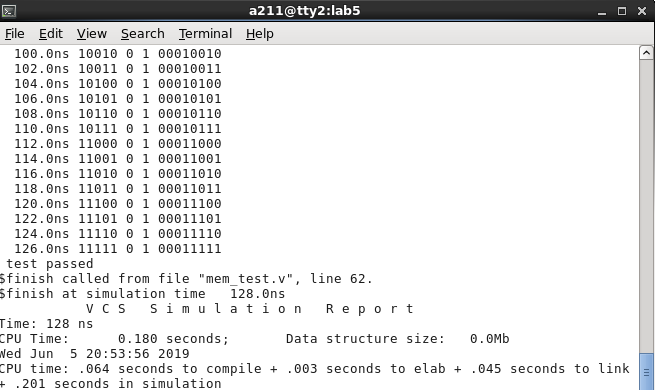 a211@tty2:lab5
File Edit View Search Terminal Help
100.0ns 10010 0 1 00010010
102.0ns 10011 0 1 00010011
104.0ns 10100 0 1 00010100
106.0ns 10101 0 1 00010101
108.0ns 10110 0 1 00010110
110.0ns 10111 0 1 00010111
112.0ns 11000 0 1 00011000
114.0ns 11001 0 1 00011001
116.0ns 11010 0 1 00011010
118.0ns 11011 0 1 00011011
120.0ns 11100 0 1 00011100
122.0ns 11101 0 1 00011101
124.0ns 11110 0 1 00011110
126.0ns 11111 0 1 00011111
test passed
$finish called from file "mem_test.v", line 62.
$finish at simulation time 128.0ns
V C S S i m u l a t i o n R e p o r t
Time: 128 ns
CPU Time: 0.180 seconds; Data structure size: 0.0Mb
Wed Jun 5 20:53:56 2019
CPU time: .064 seconds to compile + .003 seconds to elab + .045 seconds to link
+ .201 seconds in simulation